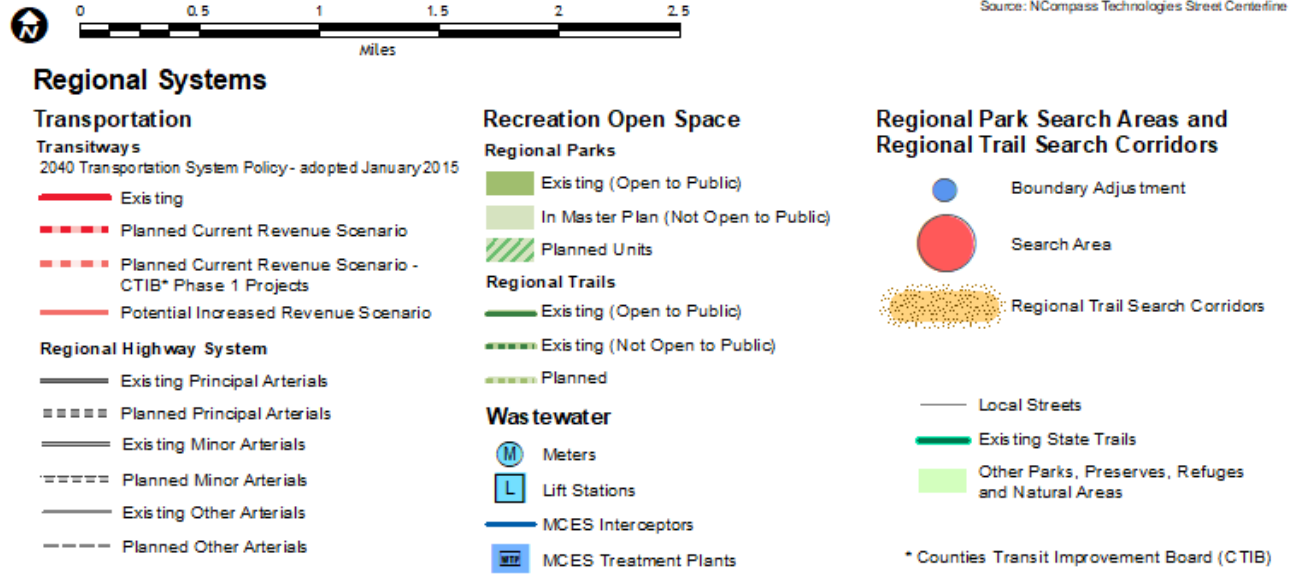 N
0 0.5 1 1.5 2 2.5
Miles
Source: NCompass Technologies Street Centerline
Regional Systems
Transportation
Transitways
2040 Transportation System Policy - adopted January 2015
Existing
Planned Current Revenue Scenario
Planned Current Revenue Scenario -
CTIB* Phase 1 Projects
Potential Increased Revenue Scenario
Regional Highway System
Existing Principal Arterials
Planned Principal Arterials
Existing Minor Arterials
Planned Minor Arterials
Existing Other Arterials
Planned Other Arterials
Recreation Open Space
Regional Parks
Existing (Open to Public)
In Master Plan (Not Open to Public)
Planned Units
Regional Trails
Existing (Open to Public)
Existing (Not Open to Public)
Planned
Wastewater
M Meters
L Lift Stations
MCES Interceptors
WTP MCES Treatment Plants
Regional Park Search Areas and
Regional Trail Search Corridors
Boundary Adjustment
Search Area
Regional Trail Search Corridors
Local Streets
Existing State Trails
Other Parks, Preserves, Refuges
and Natural Areas
* Counties Transit Improvement Board (CTIB)